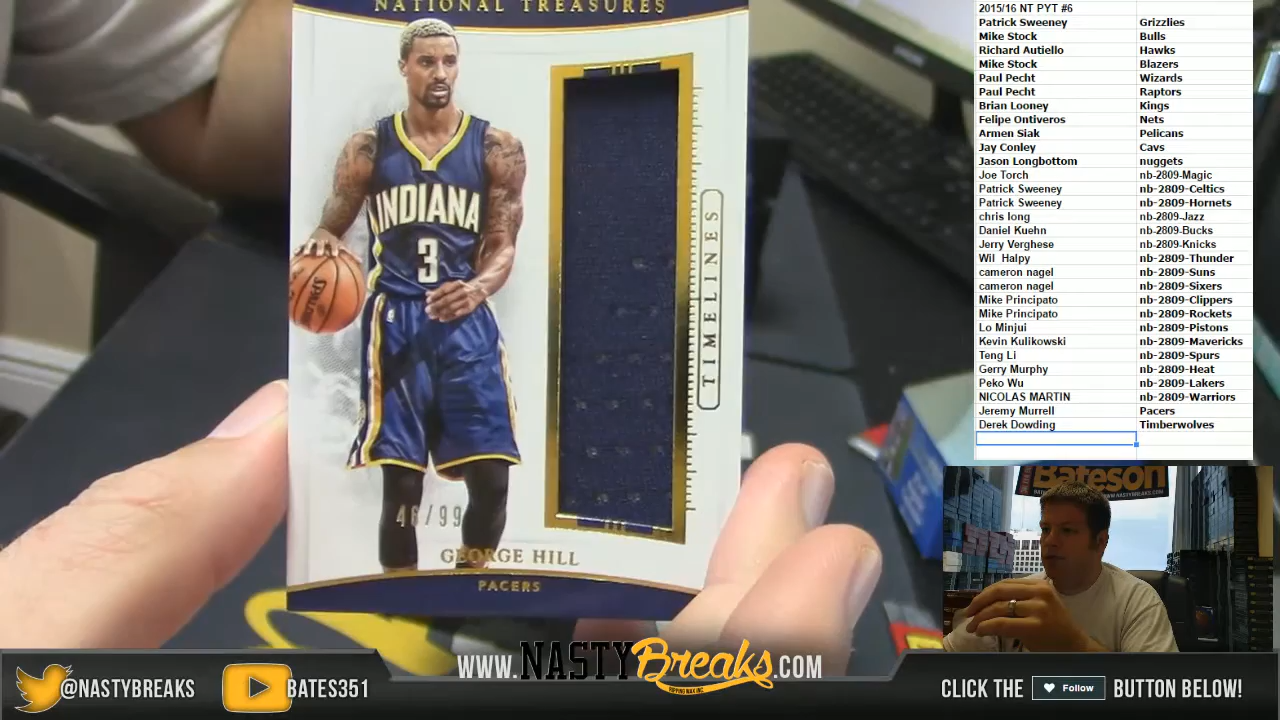 NATIONAL TREASURES
INDIANA
3
SPALDING
TIMELINES
46/99
GEORGE HILL
PACERS
2015/16 NT PYT #6
Patrick Sweeney Grizzlies
Mike Stock Bulls
Richard Autiello Hawks
Mike Stock Blazers
Paul Pecht Wizards
Paul Pecht Raptors
Brian Looney Kings
Felipe Ontiveros Nets
Armen Siak Pelicans
Jay Conley Cavs
Jason Longbottom nuggets
Joe Torch nb-2809-Magic
Patrick Sweeney nb-2809-Celtics
Patrick Sweeney nb-2809-Hornets
chris long nb-2809-Jazz
Daniel Kuehn nb-2809-Bucks
Jerry Verghese nb-2809-Knicks
Wil Halpy nb-2809-Thunder
cameron nagel nb-2809-Suns
cameron nagel nb-2809-Sixers
Mike Principato nb-2809-Clippers
Mike Principato nb-2809-Rockets
Lo Minjui nb-2809-Pistons
Kevin Kulikowski nb-2809-Mavericks
Teng Li nb-2809-Spurs
Gerry Murphy nb-2809-Heat
Peko Wu nb-2809-Lakers
NICOLAS MARTIN nb-2809-Warriors
Jeremy Murrell Pacers
Derek Dowding Timberwolves
Bateson
@NASTYBREAKS
BATES351
WWW.NASTYBreaks.COM
CLICK THE Follow BUTTON BELOW!